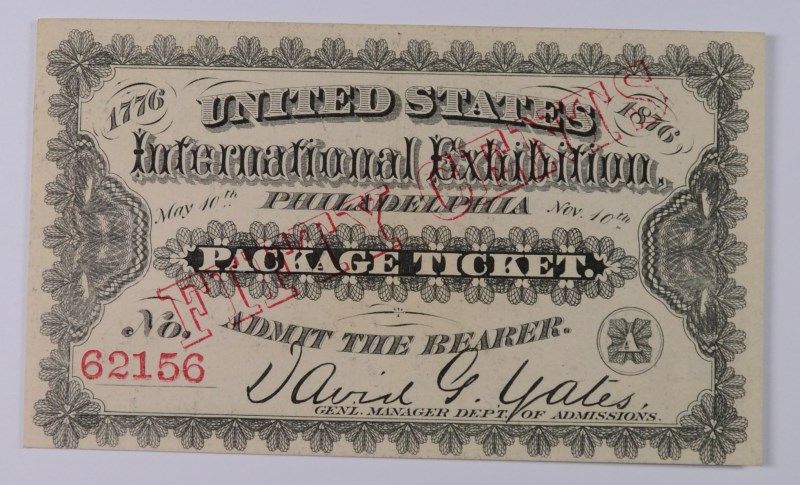 1776 UNITED STATES 1876
International Exhibition,
May 10th PHILADELPHIA Nov. 10th
FIFTY CENTS
PACKAGE TICKET.
No. ADMIT THE BEARER. A
62156
David G. Yates,
GENL. MANAGER DEPT. OF ADMISSIONS.